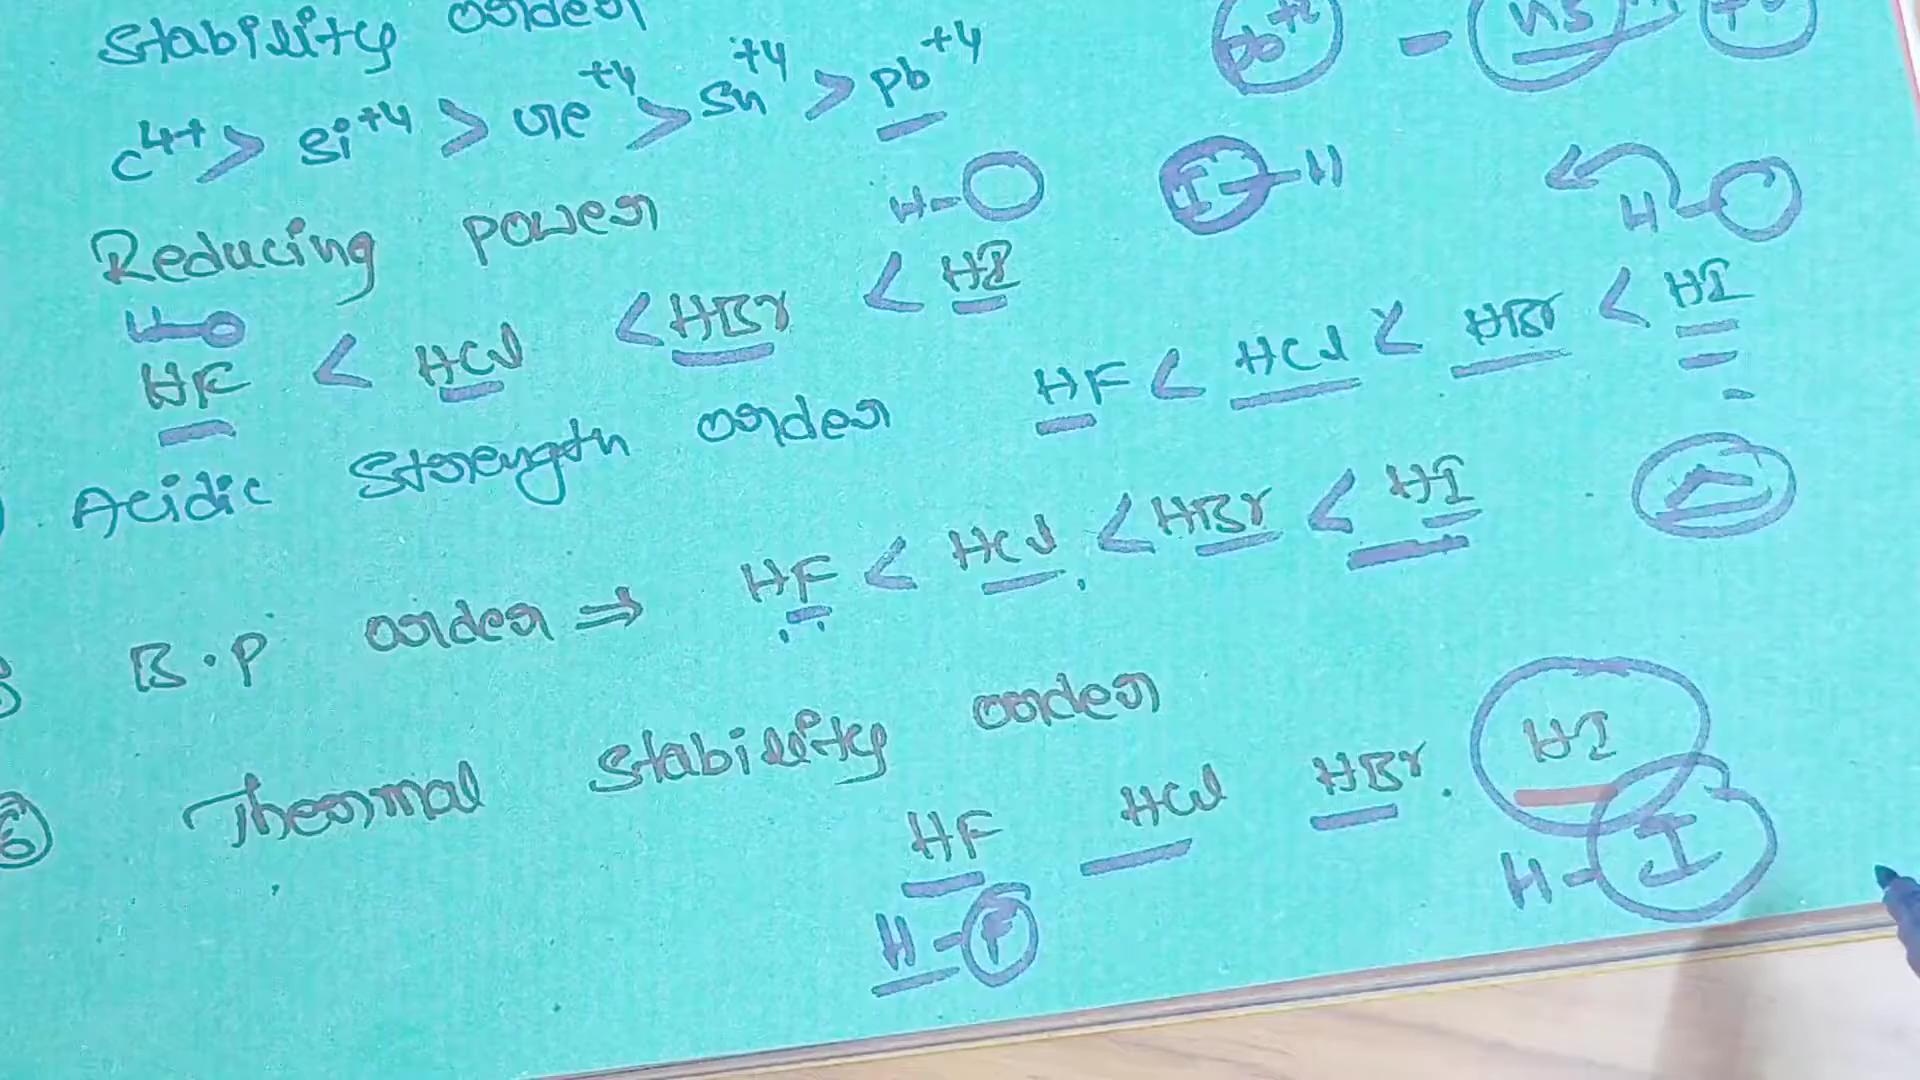 Stability order
Pb+2 - ns
C4+ > Si+4 > Ge+4 > Sn+4 > Pb+4
H- I-H H-
Reducing power
H-
HF < HCl < HBr < HI
Acidic strength order HF < HCl < HBr < HI
B.P order ⇒ HF < HCl < HBr < HI
6 Thermal stability order
HF HCl HBr. HI
H-F H-I